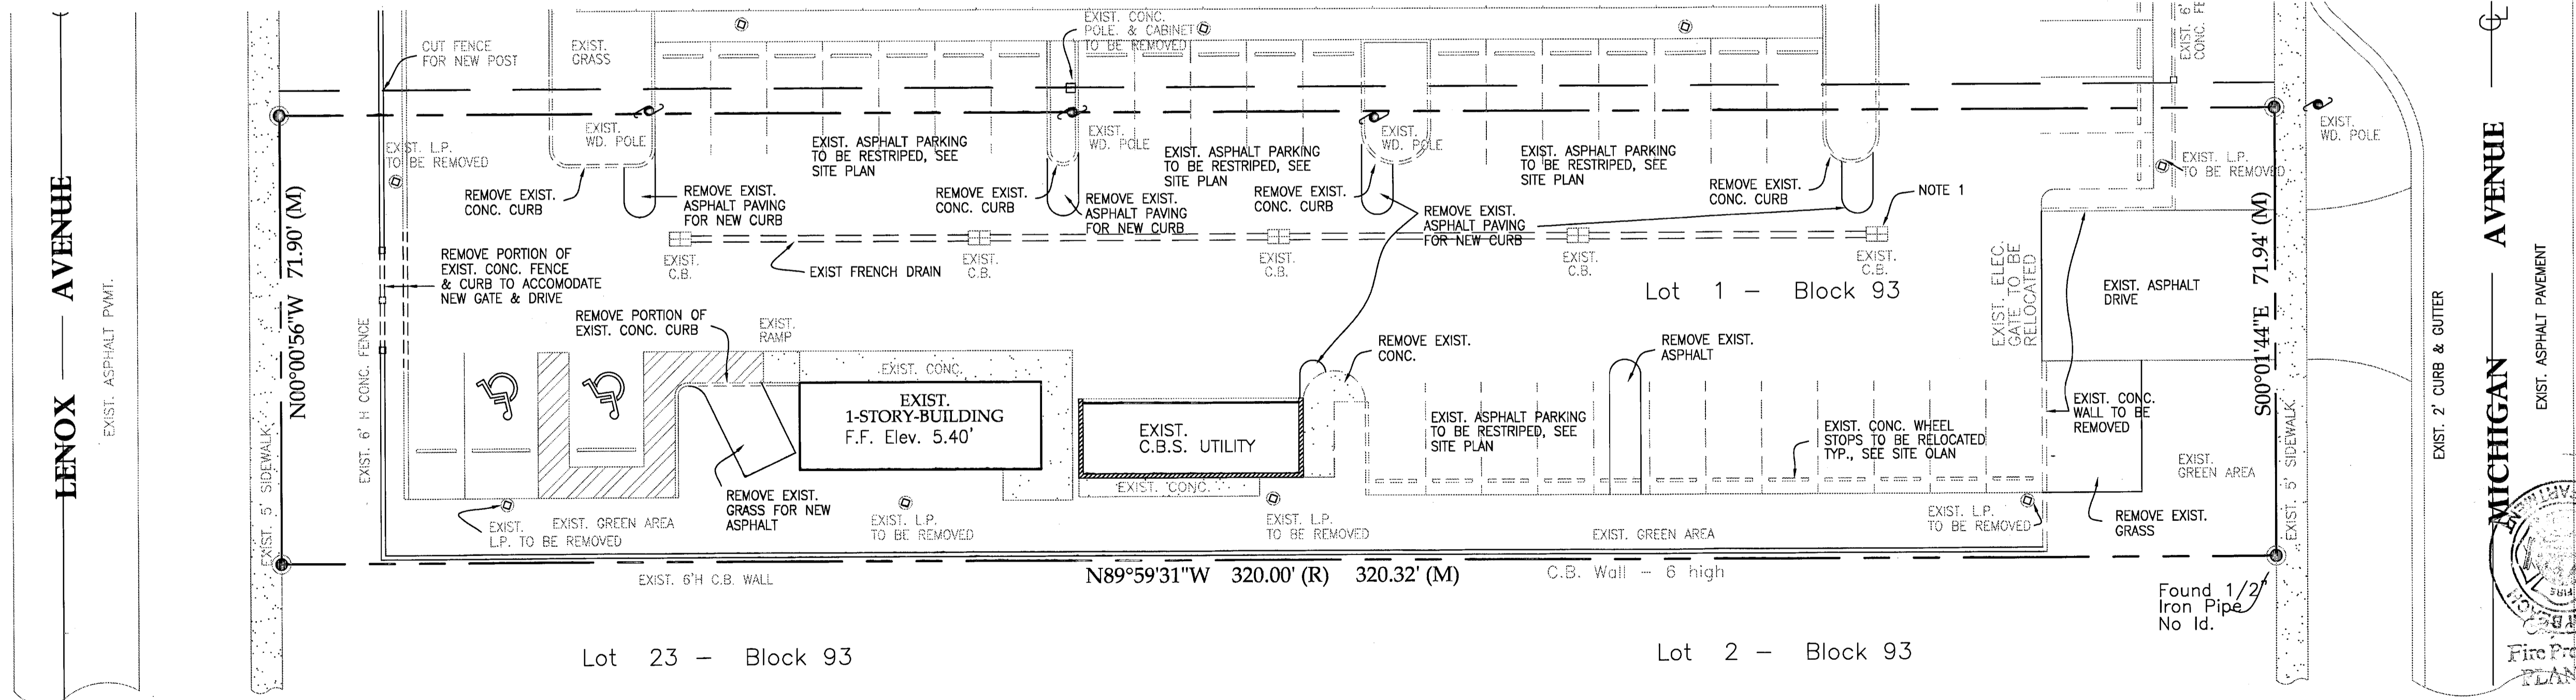 LENOX AVENUE
EXIST. ASPHALT PVMT.
EXIST. 5' SIDEWALK
N00°00'56"W 71.90' (M)
EXIST. 6' H CONC. FENCE
CUT FENCE
FOR NEW POST
EXIST.
GRASS
EXIST. CONC.
POLE. & CABINET
TO BE REMOVED
EXIST. 6'
CONC.
EXIST. L.P.
TO BE REMOVED
EXIST.
WD. POLE
EXIST. ASPHALT PARKING
TO BE RESTRIPED, SEE
SITE PLAN
EXIST.
WD. POLE
EXIST. ASPHALT PARKING
TO BE RESTRIPED, SEE
SITE PLAN
EXIST.
WD. POLE
EXIST. ASPHALT PARKING
TO BE RESTRIPED, SEE
SITE PLAN
EXIST. L.P.
TO BE REMOVED
EXIST.
WD. POLE
REMOVE EXIST.
CONC. CURB
REMOVE EXIST.
ASPHALT PAVING
FOR NEW CURB
REMOVE EXIST.
CONC. CURB
REMOVE EXIST.
ASPHALT PAVING
FOR NEW CURB
REMOVE EXIST.
CONC. CURB
REMOVE EXIST.
ASPHALT PAVING
FOR NEW CURB
REMOVE EXIST.
CONC. CURB
NOTE 1
REMOVE PORTION OF
EXIST. CONC. FENCE
& CURB TO ACCOMODATE
NEW GATE & DRIVE
EXIST.
C.B.
EXIST FRENCH DRAIN
EXIST.
C.B.
EXIST.
C.B.
EXIST.
C.B.
EXIST.
C.B.
Lot 1 - Block 93
EXIST. ELEC.
GATE TO BE
RELOCATED
EXIST. ASPHALT
DRIVE
S00°01'44"E 71.94' (M)
REMOVE PORTION OF
EXIST. CONC. CURB
EXIST.
RAMP
EXIST. CONC.
EXIST.
1-STORY-BUILDING
F.F. Elev. 5.40'
EXIST.
C.B.S. UTILITY
EXIST. CONC.
REMOVE EXIST.
CONC.
REMOVE EXIST.
ASPHALT
EXIST. ASPHALT PARKING
TO BE RESTRIPED, SEE
SITE PLAN
EXIST. CONC. WHEEL
STOPS TO BE RELOCATED
TYP., SEE SITE OLAN
EXIST. CONC.
WALL TO BE
REMOVED
EXIST.
GREEN AREA
REMOVE EXIST.
GRASS FOR NEW
ASPHALT
EXIST.
L.P. TO BE REMOVED
EXIST. GREEN AREA
EXIST. L.P.
TO BE REMOVED
EXIST. L.P.
TO BE REMOVED
EXIST. GREEN AREA
EXIST. L.P.
TO BE REMOVED
REMOVE EXIST.
GRASS
EXIST. 6'H C.B. WALL
N89°59'31"W 320.00' (R) 320.32' (M)
C.B. Wall - 6 high
Found 1/2"
Iron Pipe
No Id.
Lot 23 - Block 93
Lot 2 - Block 93
EXIST. 5' SIDEWALK
EXIST. 2' CURB & GUTTER
MICHIGAN AVENUE
EXIST. ASPHALT PAVEMENT
BEACH
FIRE
Fire